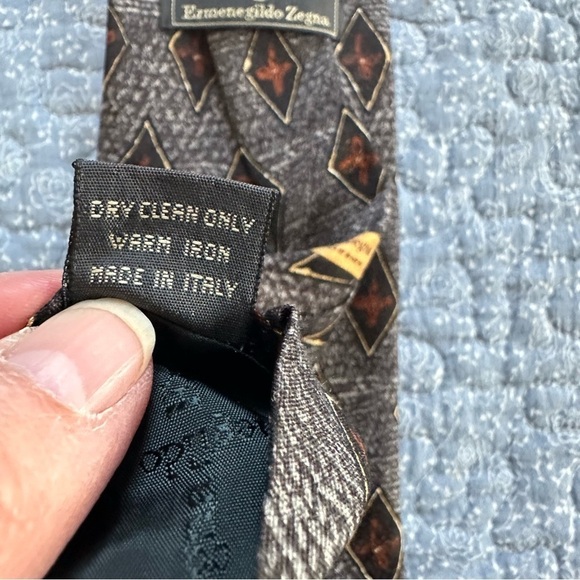 Ermenegildo Zegna
DRY CLEAN ONLY
WARM IRON
MADE IN ITALY